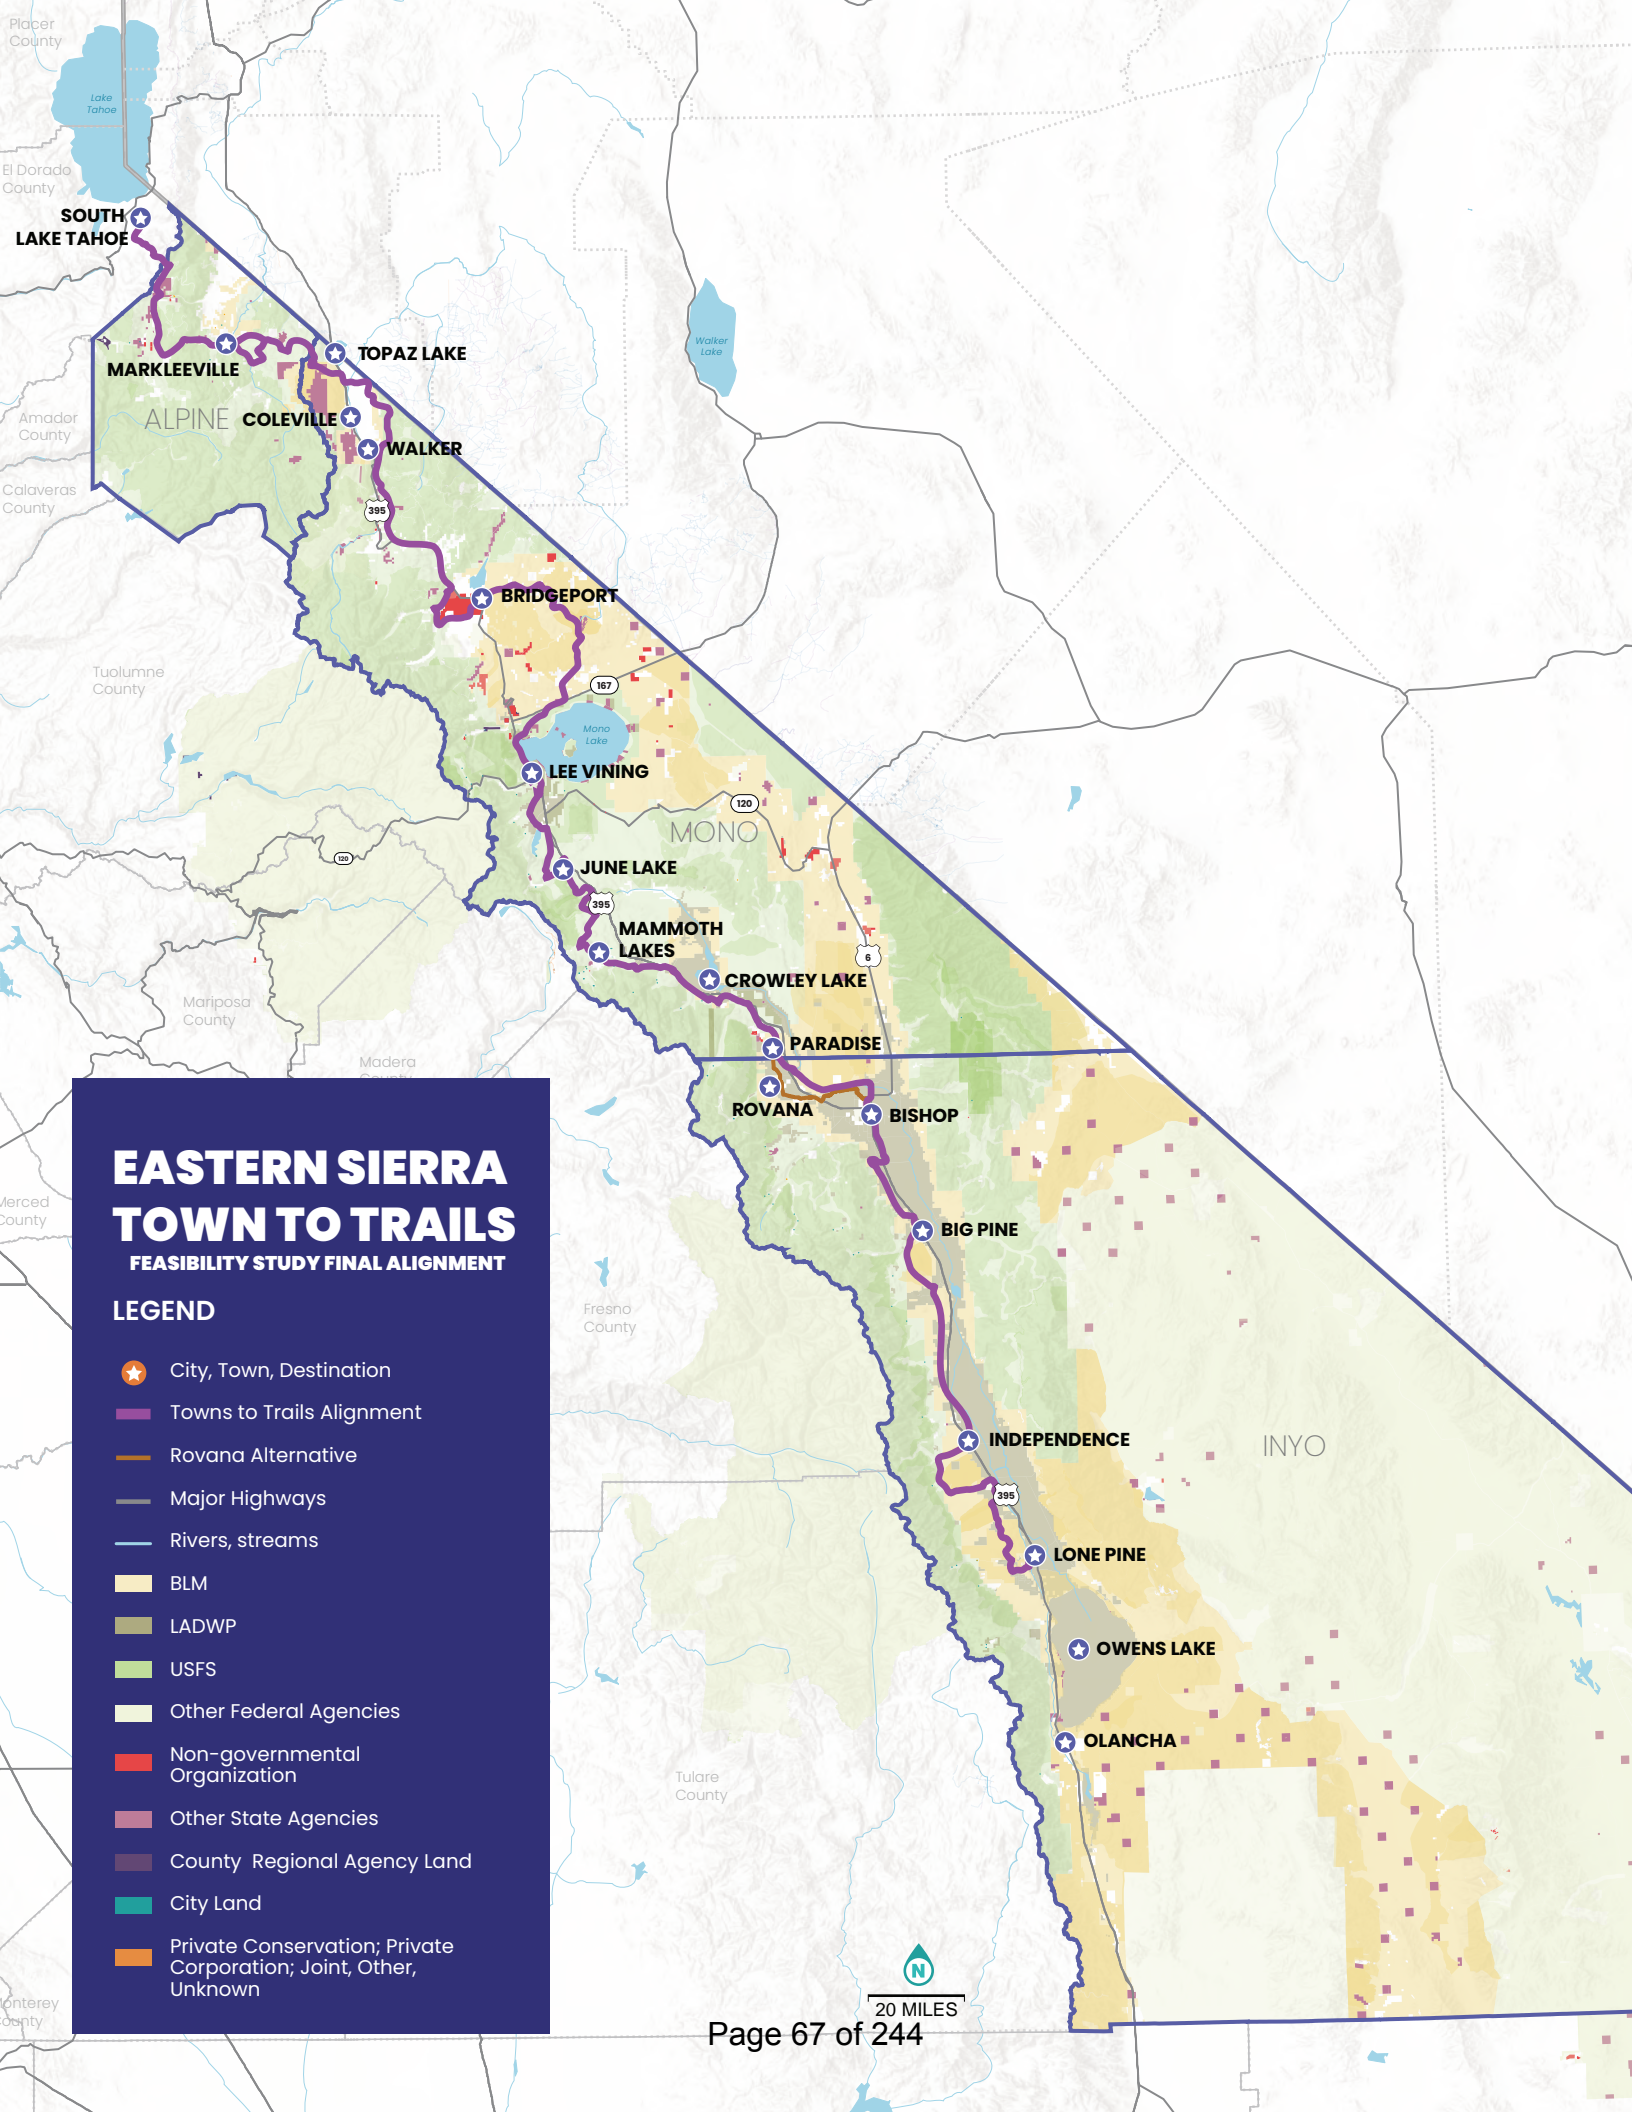 Placer
County
Lake
Tahoe
El Dorado
County
SOUTH
LAKE TAHOE
MARKLEEVILLE
TOPAZ LAKE
Walker
Lake
ALPINE
COLEVILLE
Amador
County
WALKER
Calaveras
County
395
BRIDGEPORT
Tuolumne
County
167
Mono
Lake
LEE VINING
120
MONO
120
JUNE LAKE
395
MAMMOTH
LAKES
6
CROWLEY LAKE
Mariposa
County
PARADISE
Madera
County
ROVANA
BISHOP
Merced
County
BIG PINE
Fresno
County
INDEPENDENCE
INYO
395
LONE PINE
OWENS LAKE
OLANCHA
Tulare
County
EASTERN SIERRA
TOWN TO TRAILS
FEASIBILITY STUDY FINAL ALIGNMENT
LEGEND
City, Town, Destination
Towns to Trails Alignment
Rovana Alternative
Major Highways
Rivers, streams
BLM
LADWP
USFS
Other Federal Agencies
Non-governmental
Organization
Other State Agencies
County  Regional Agency Land
City Land
Private Conservation; Private
Corporation; Joint, Other,
Unknown
onterey
ounty
N
20 MILES
Page 67 of 244